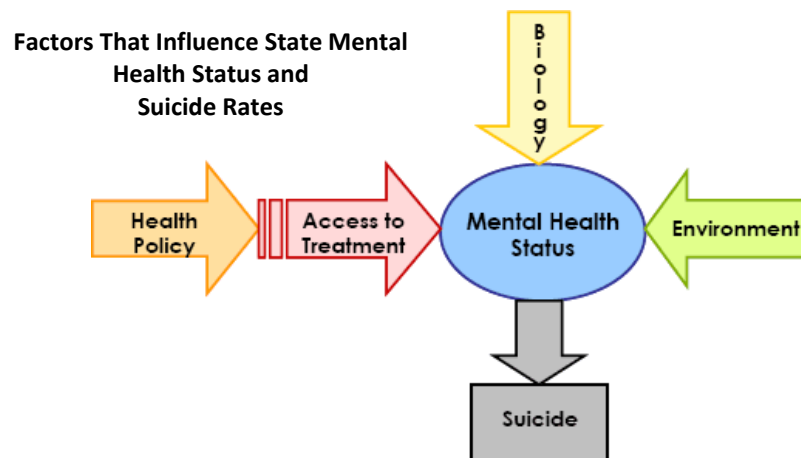 Factors That Influence State Mental
Health Status and
Suicide Rates
Biology
Health
Policy
Access to
Treatment
Mental Health
Status
Environment
Suicide